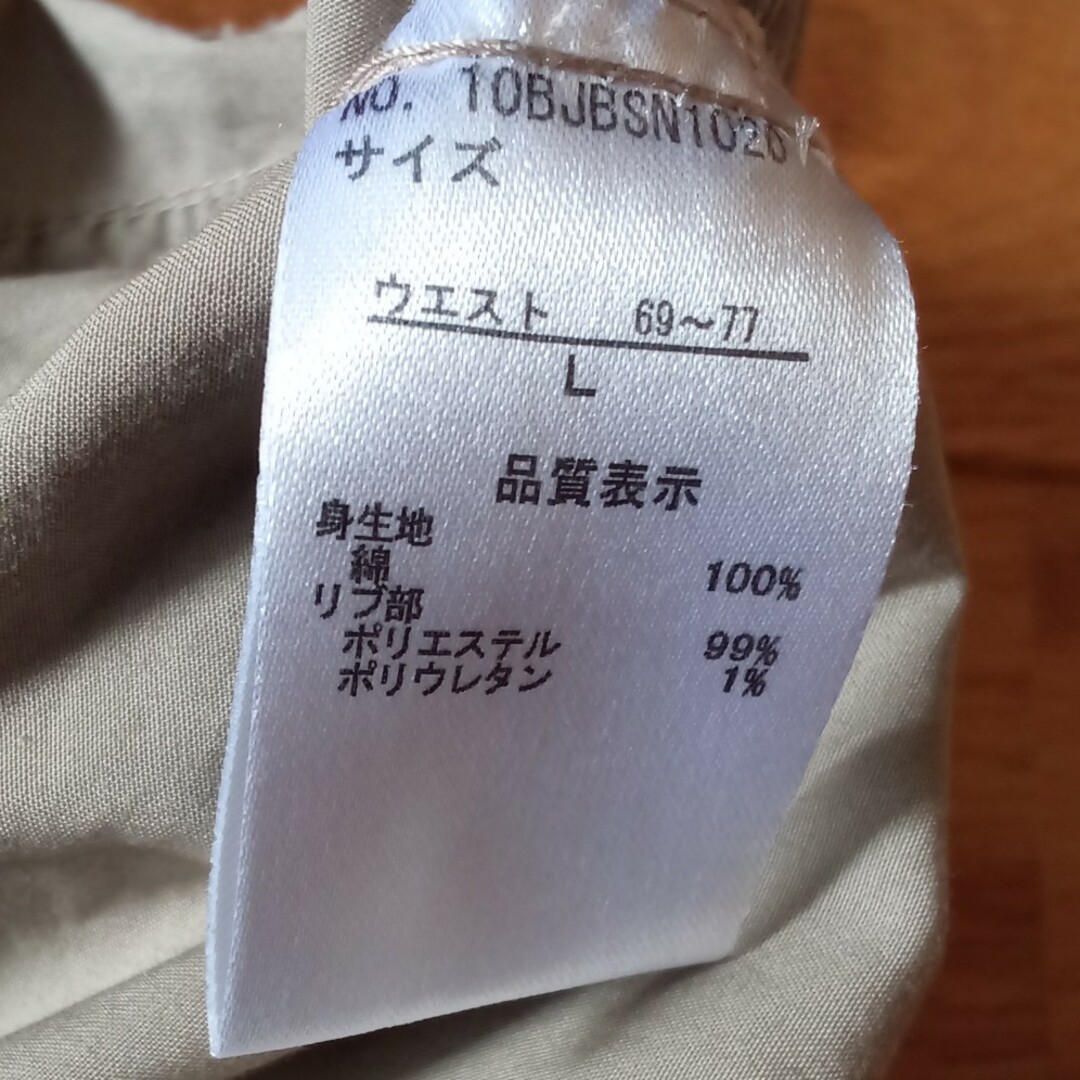 NO. 10BJBSN1026
サイズ
ウエスト 69～77
L
品質表示
身生地
綿 100%
リブ部
ポリエステル 99%
ポリウレタン 1%